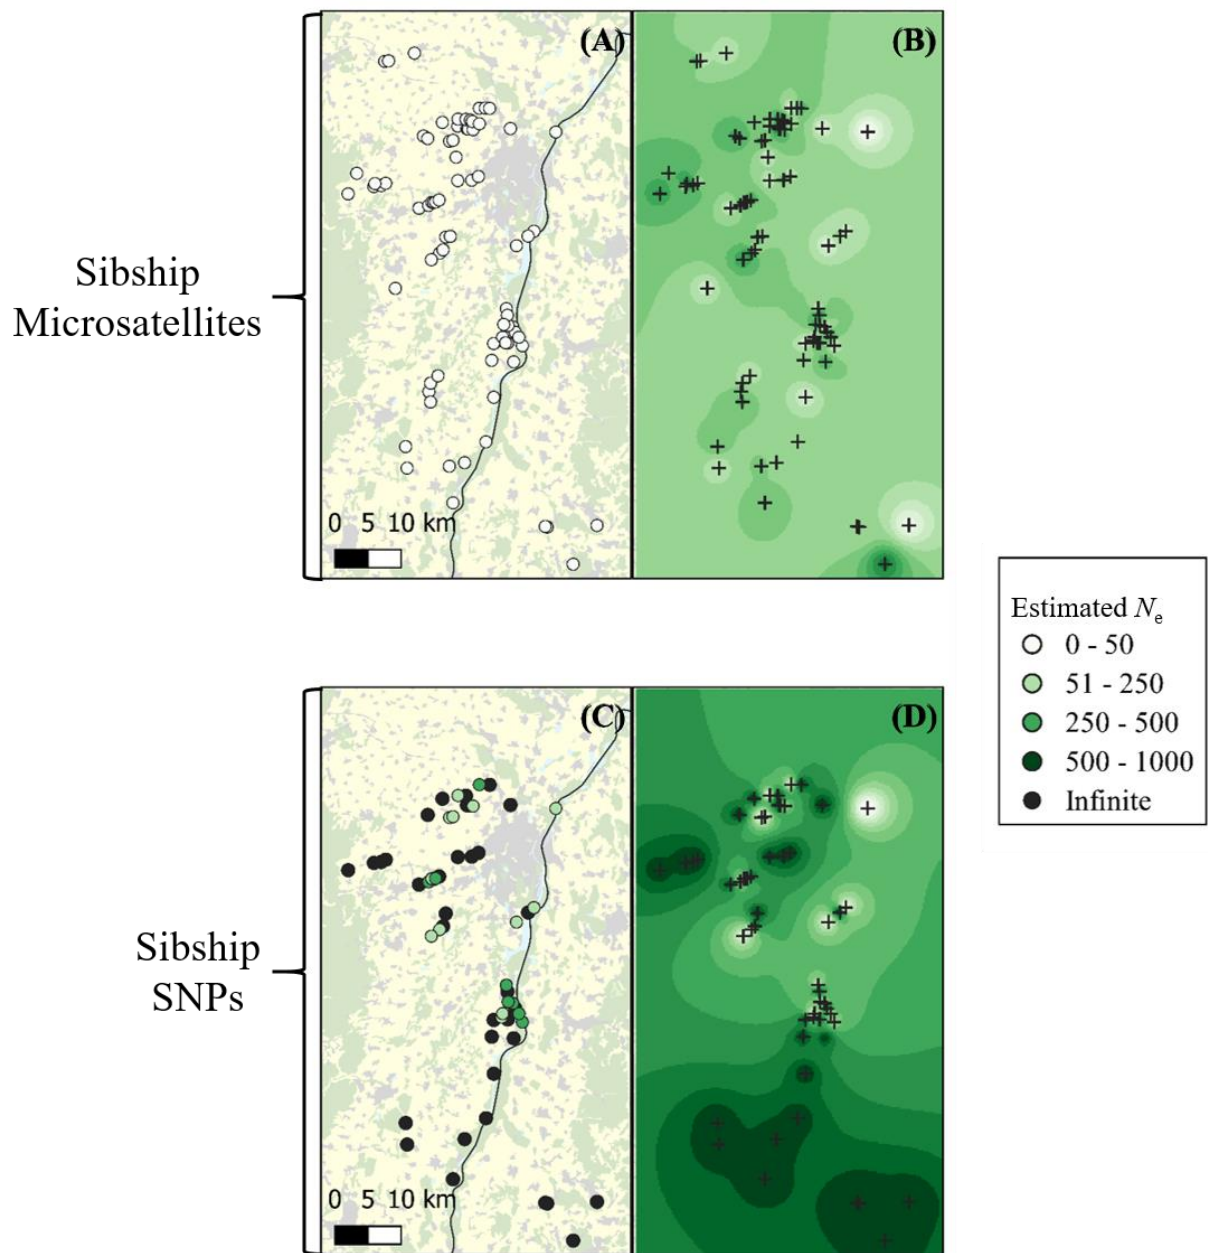 (A)
(B)
Sibship
Microsatellites
0 5 10 km
Estimated Ne
0 - 50
51 - 250
250 - 500
500 - 1000
Infinite
(C)
(D)
Sibship
SNPs
0 5 10 km